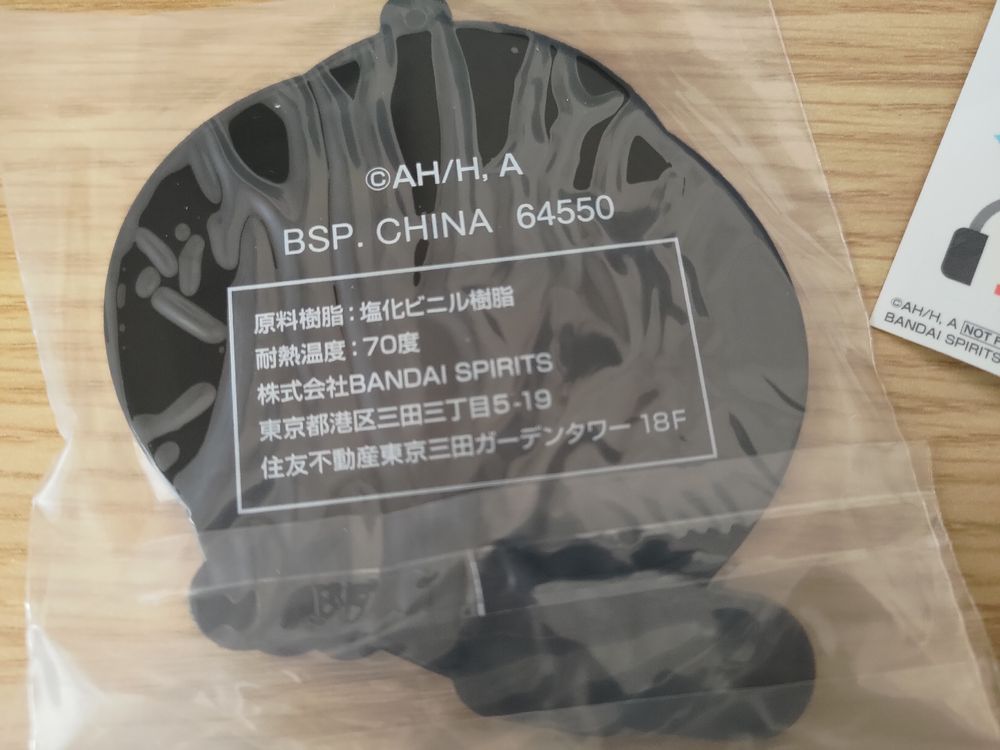 ©AH/H, A
BSP. CHINA 64550
原料樹脂：塩化ビニル樹脂
耐熱温度：70度
株式会社BANDAI SPIRITS
東京都港区三田三丁目5-19
住友不動産東京三田ガーデンタワー 18F
©AH/H, A NOT
BANDAI SPIRITS